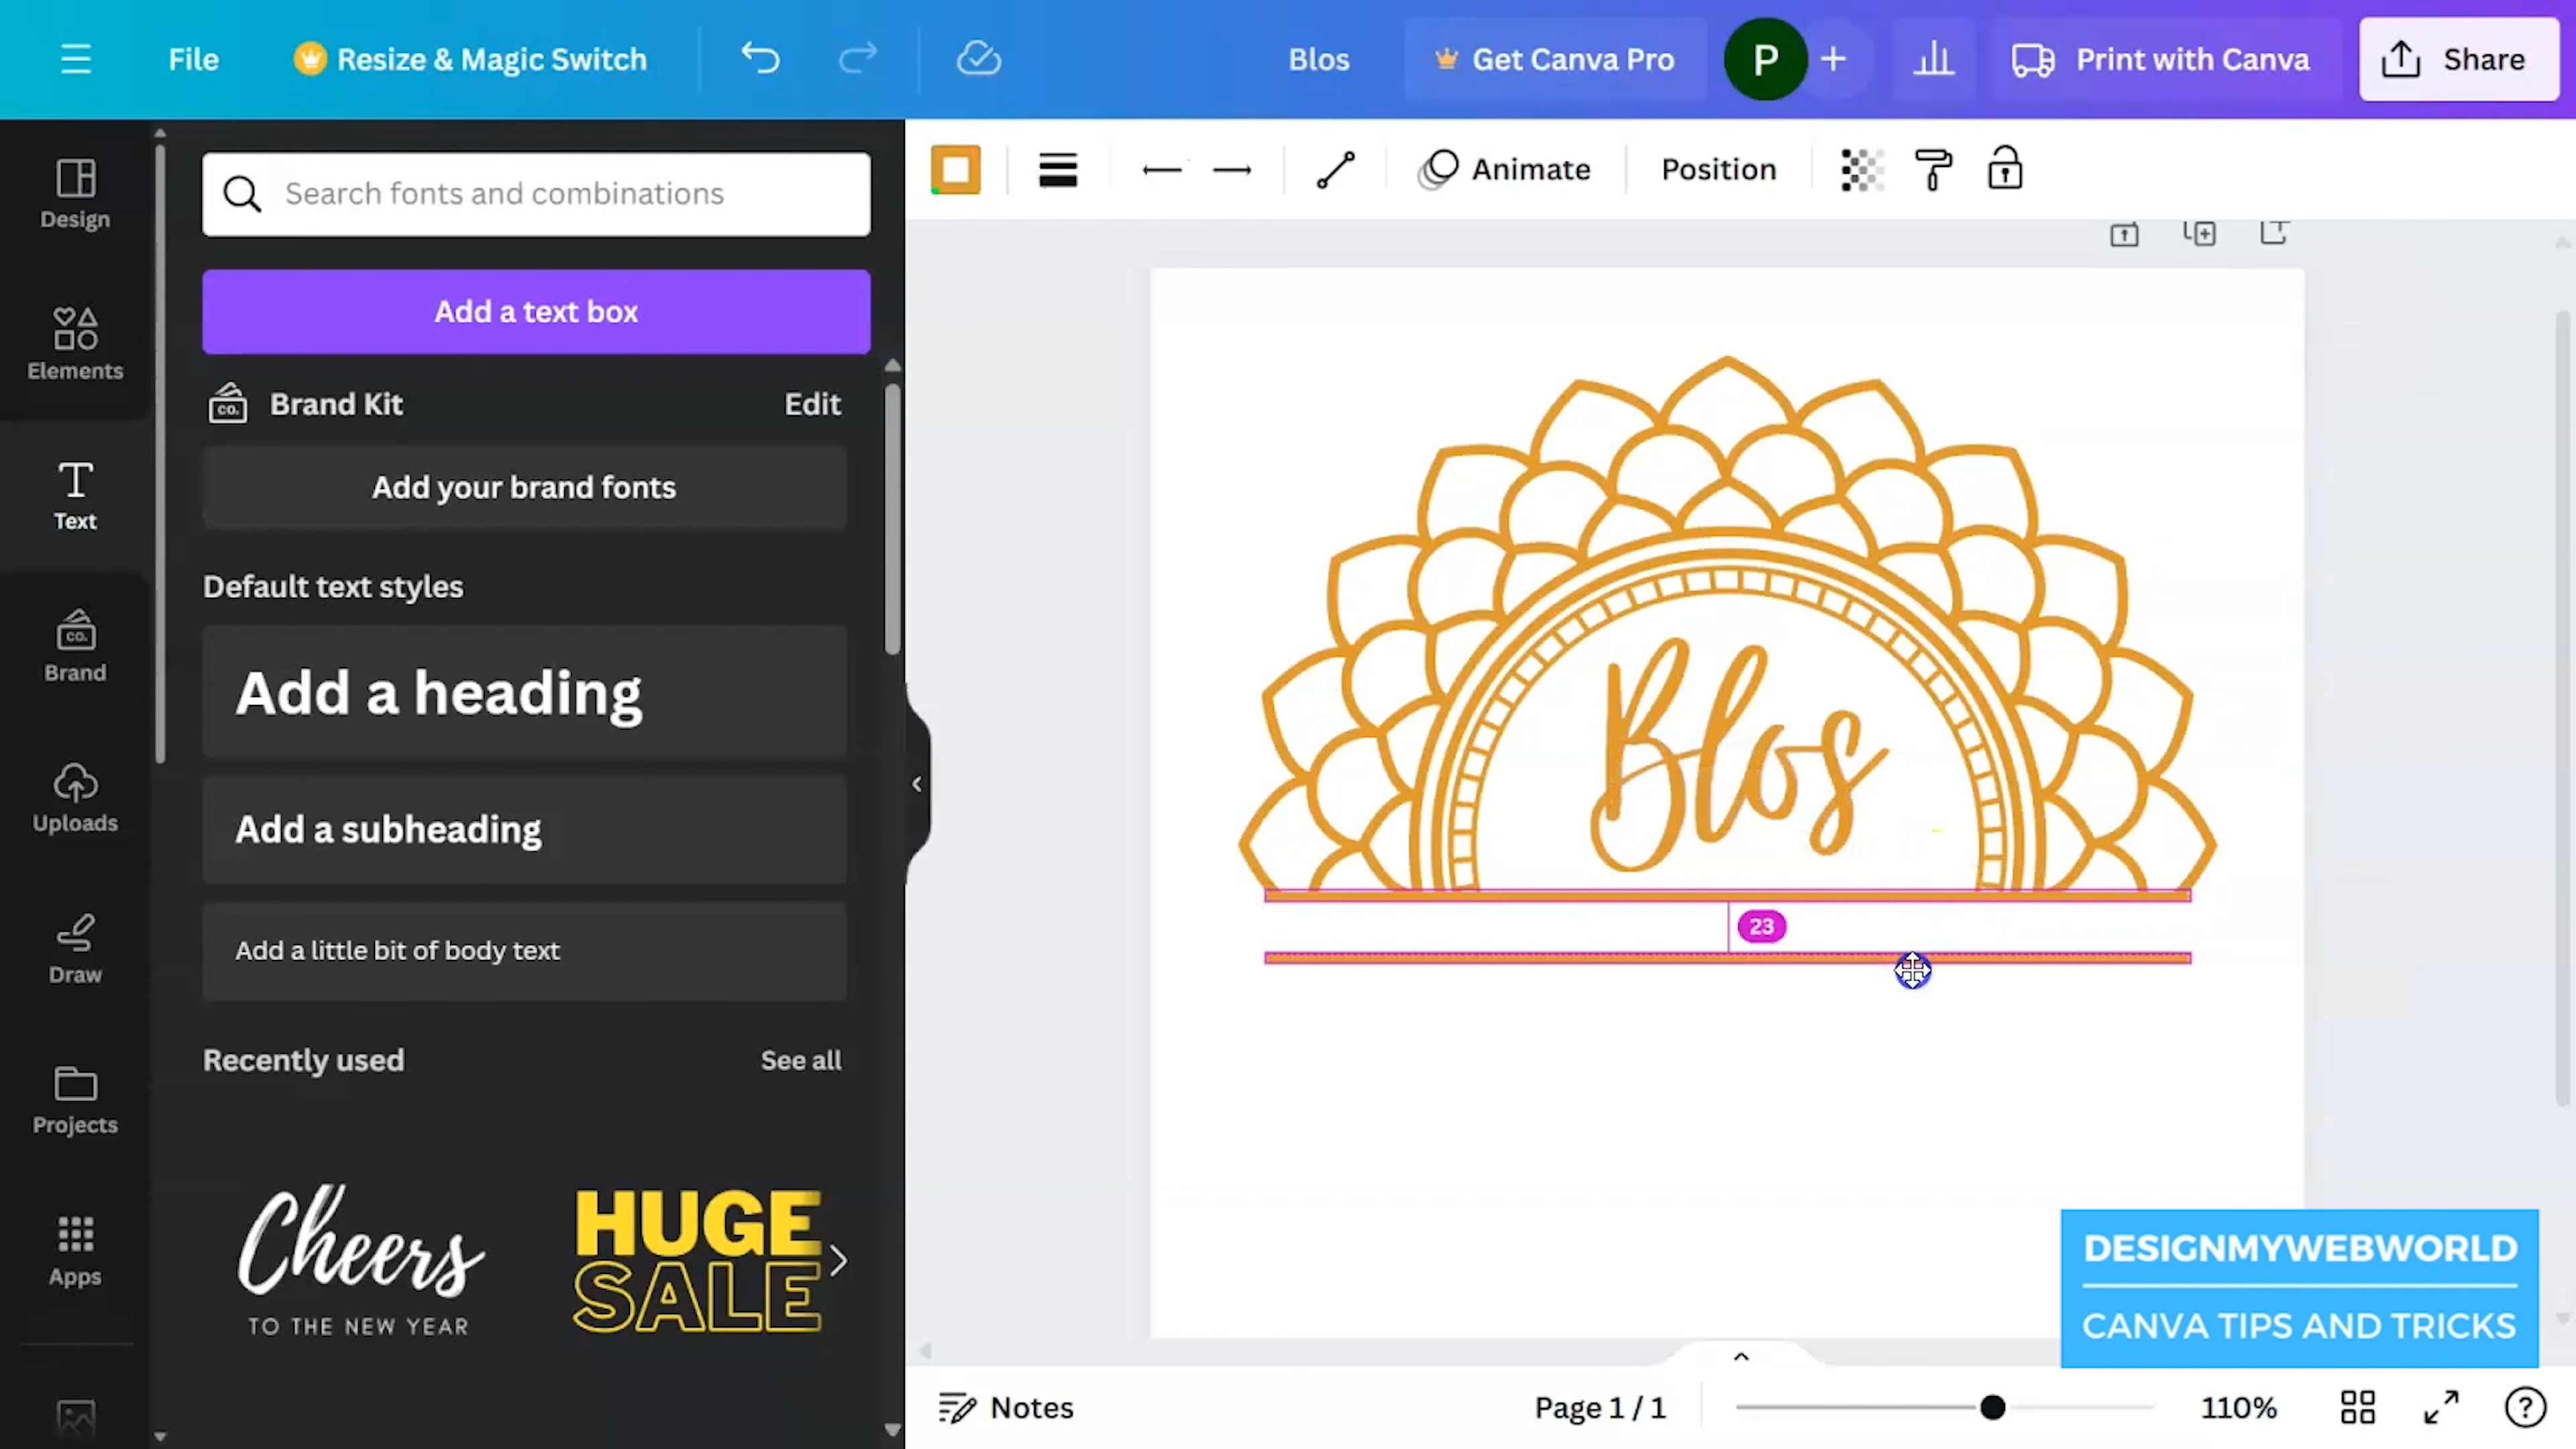 File
Resize & Magic Switch
Blos
Get Canva Pro
P
Print with Canva
Share
Design
Elements
Text
Brand
Uploads
Draw
Projects
Apps
Search fonts and combinations
Add a text box
CO.
Brand Kit
Edit
Add your brand fonts
Default text styles
Add a heading
Add a subheading
Add a little bit of body text
Recently used
See all
Cheers
TO THE NEW YEAR
HUGE
SALE
Animate
Position
Blos
23
DESIGNMYWEBWORLD
CANVA TIPS AND TRICKS
Notes
Page 1 / 1
110%